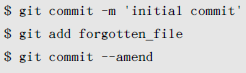 $ git commit -m 'initial commit'
$ git add forgotten_file
$ git commit --amend